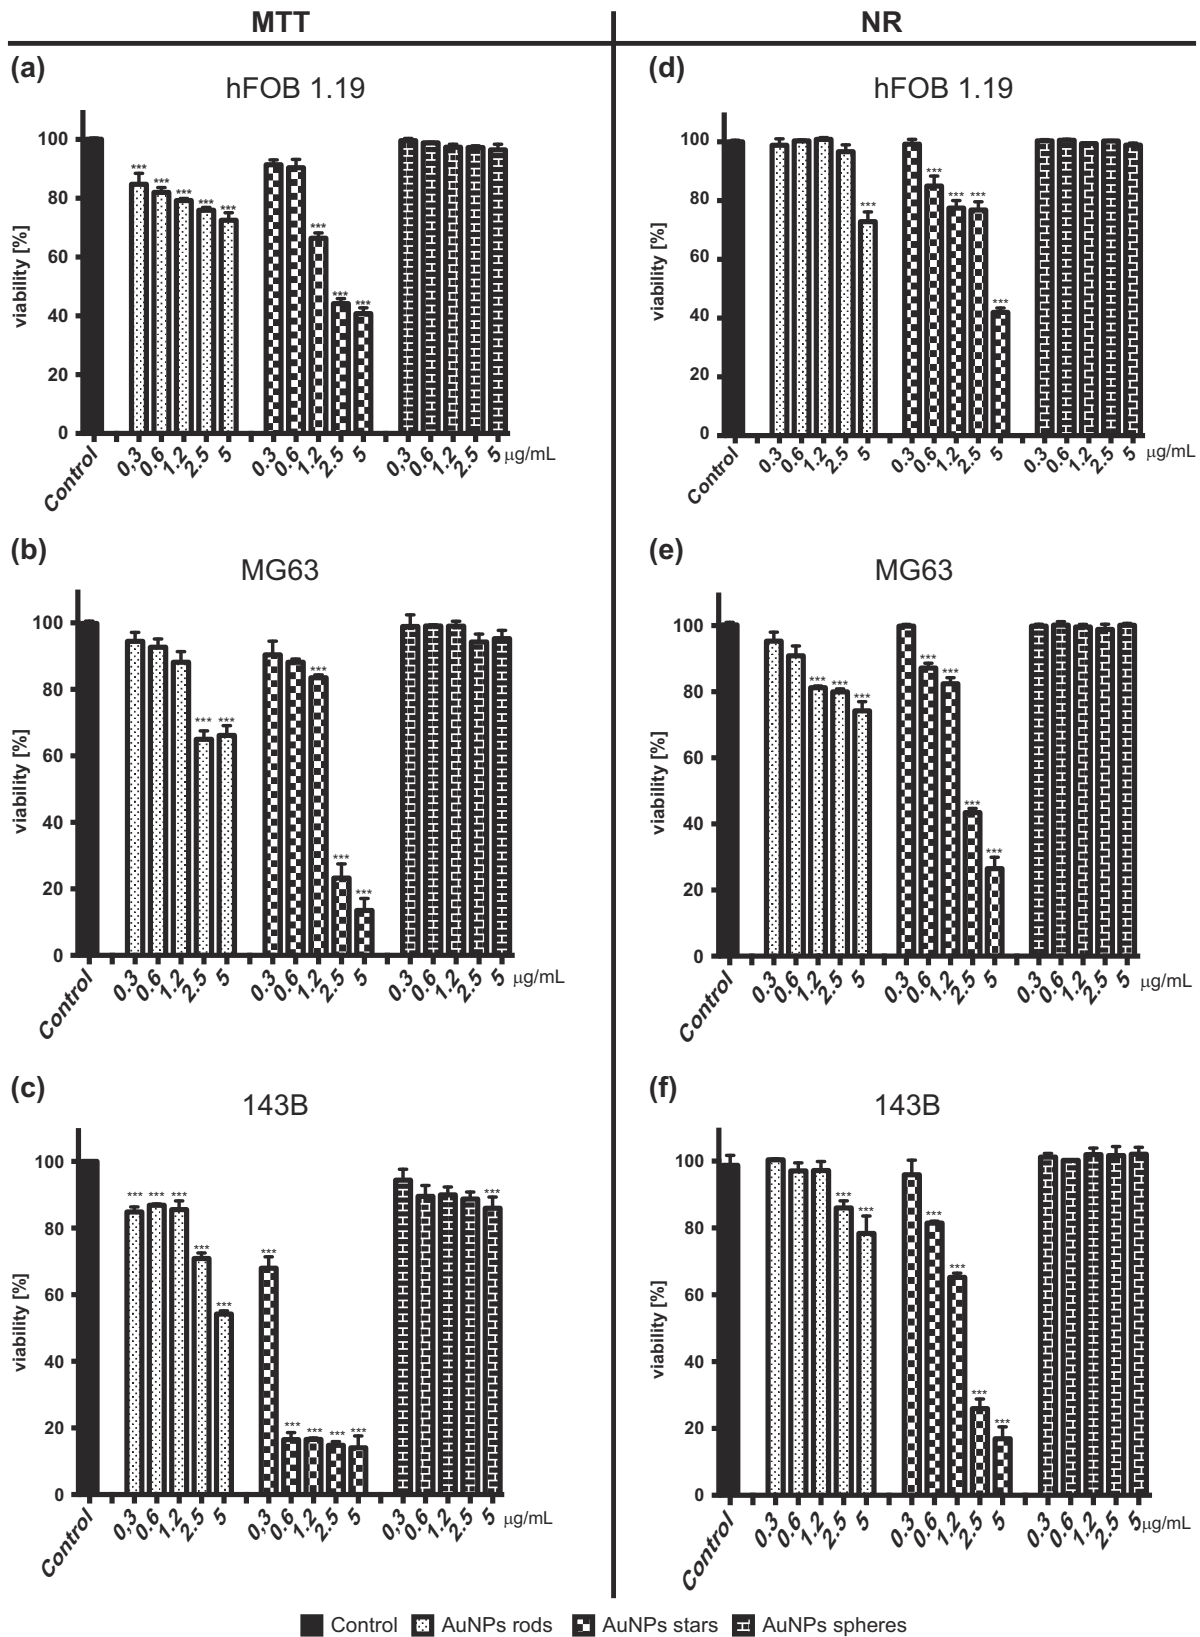 MTT NR
(a)
hFOB 1.19
viability [%]
100
80
60
40
20
0
*** *** *** *** ***
*** *** ***
Control 0,3 0.6 1.2 2.5 5 0.3 0.6 1.2 2.5 5 0,3 0.6 1.2 2.5 5 μg/mL
(d)
hFOB 1.19
viability [%]
100
80
60
40
20
0
***
*** *** *** ***
Control 0.3 0.6 1.2 2.5 5 0.3 0.6 1.2 2.5 5 0.3 0.6 1.2 2.5 5 μg/mL
(b)
MG63
viability [%]
100
80
60
40
20
0
*** ***
*** *** ***
Control 0.3 0.6 1.2 2.5 5 0.3 0.6 1.2 2.5 5 0.3 0.6 1.2 2.5 5 μg/mL
(e)
MG63
viability [%]
100
80
60
40
20
0
*** *** ***
*** *** *** ***
Control 0.3 0.6 1.2 2.5 5 0.3 0.6 1.2 2.5 5 0.3 0.6 1.2 2.5 5 μg/mL
(c)
143B
viability [%]
100
80
60
40
20
0
*** *** *** *** ***
*** *** *** *** ***
***
Control 0,3 0.6 1.2 2.5 5 0,3 0.6 1.2 2.5 5 0,3 0.6 1.2 2.5 5 μg/mL
(f)
143B
viability [%]
100
80
60
40
20
0
*** ***
*** *** *** ***
Control 0.3 0.6 1.2 2.5 5 0.3 0.6 1.2 2.5 5 0.3 0.6 1.2 2.5 5 μg/mL
Control AuNPs rods AuNPs stars AuNPs spheres